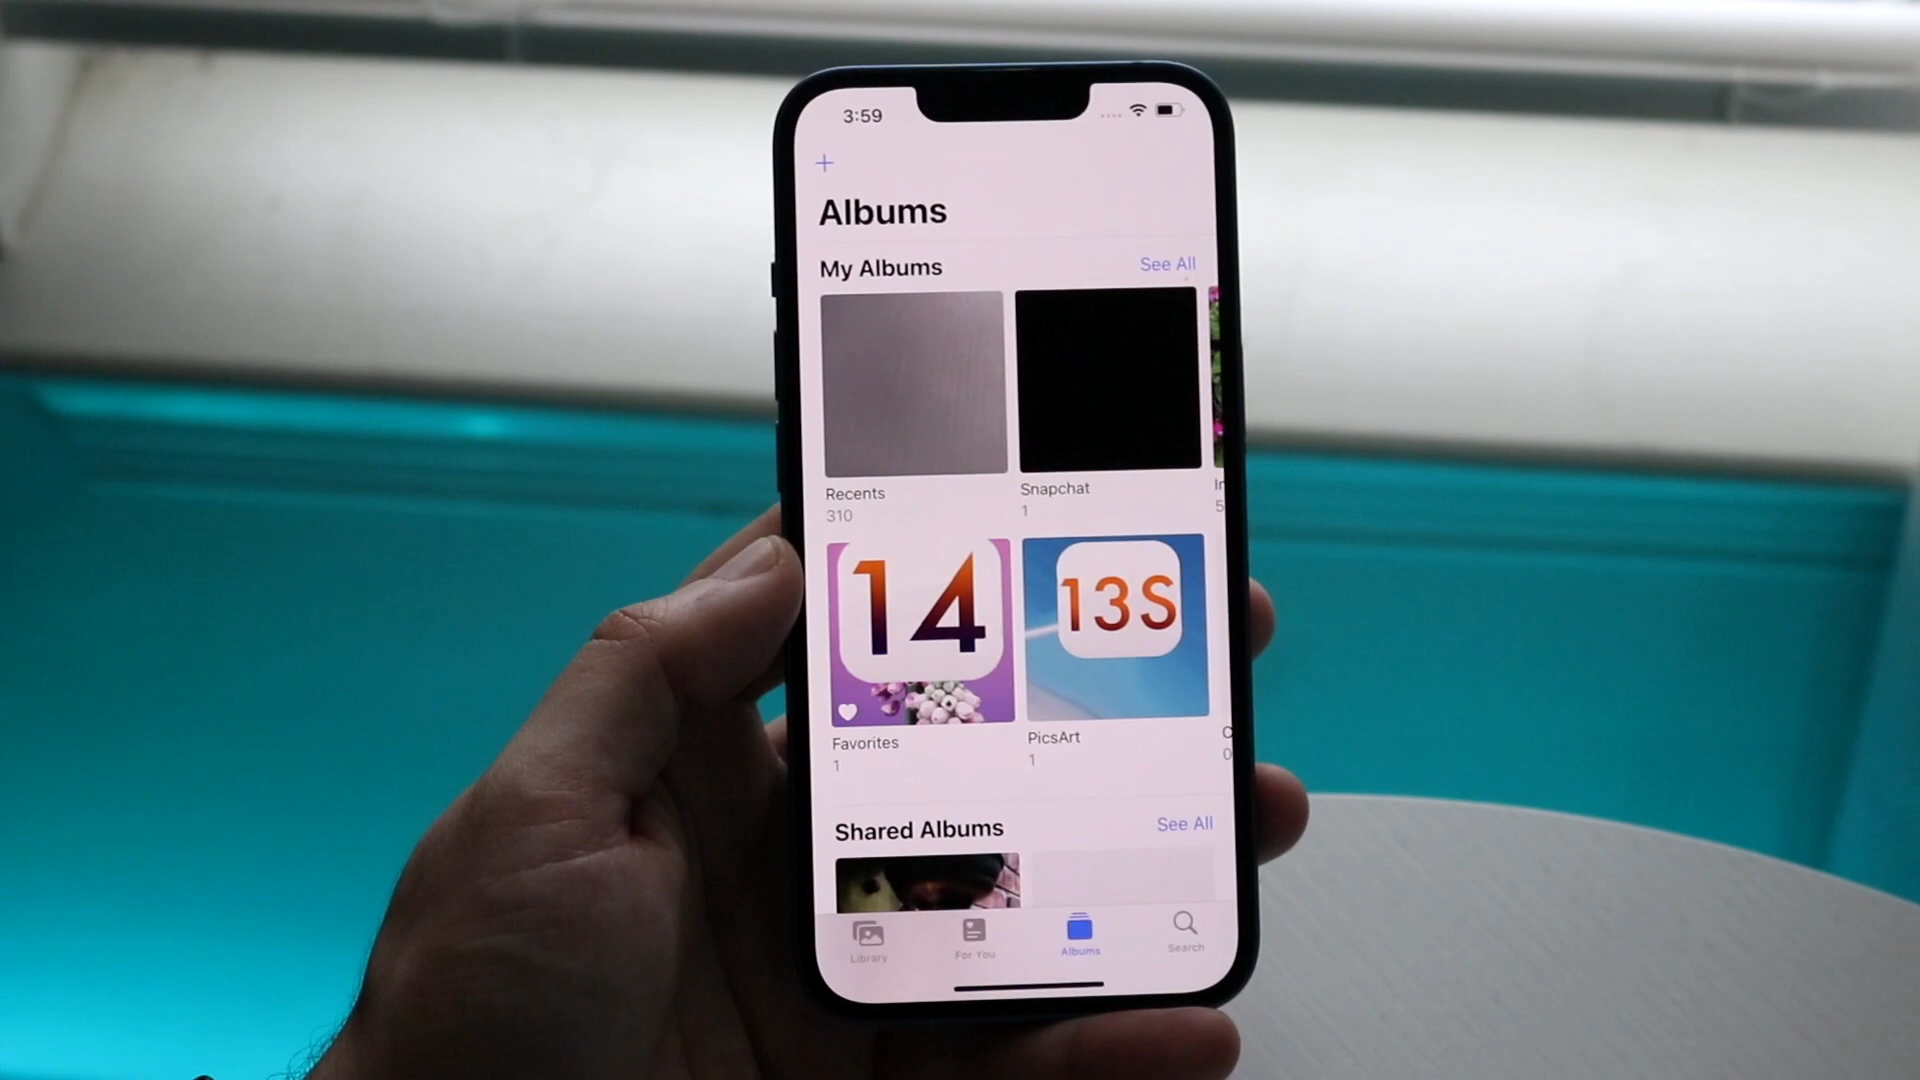 3:59
+
Albums
My Albums
See All
Recents
310
Snapchat
1
14
13S
Favorites
1
PicsArt
1
0
Shared Albums
See All
Library
For You
Albums
Search